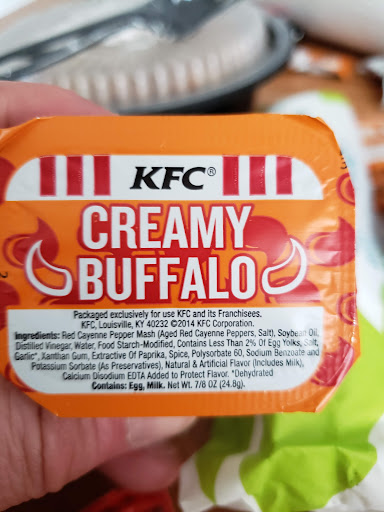 KFC®
CREAMY
BUFFALO
Packaged exclusively for use KFC and its Franchisees.
KFC, Louisville, KY 40232 ©2014 KFC Corporation.
Ingredients: Red Cayenne Pepper Mash (Aged Red Cayenne Peppers, Salt), Soybean Oil,
Distilled Vinegar, Water, Food Starch-Modified, Contains Less Than 2% Of Egg Yolks, Salt,
Garlic*, Xanthan Gum, Extractive Of Paprika, Spice, Polysorbate 60, Sodium Benzoate and
Potassium Sorbate (As Preservatives), Natural & Artificial Flavor (Includes Milk),
Calcium Disodium EDTA Added to Protect Flavor. *Dehydrated
Contains: Egg, Milk. Net Wt. 7/8 OZ (24.8g).